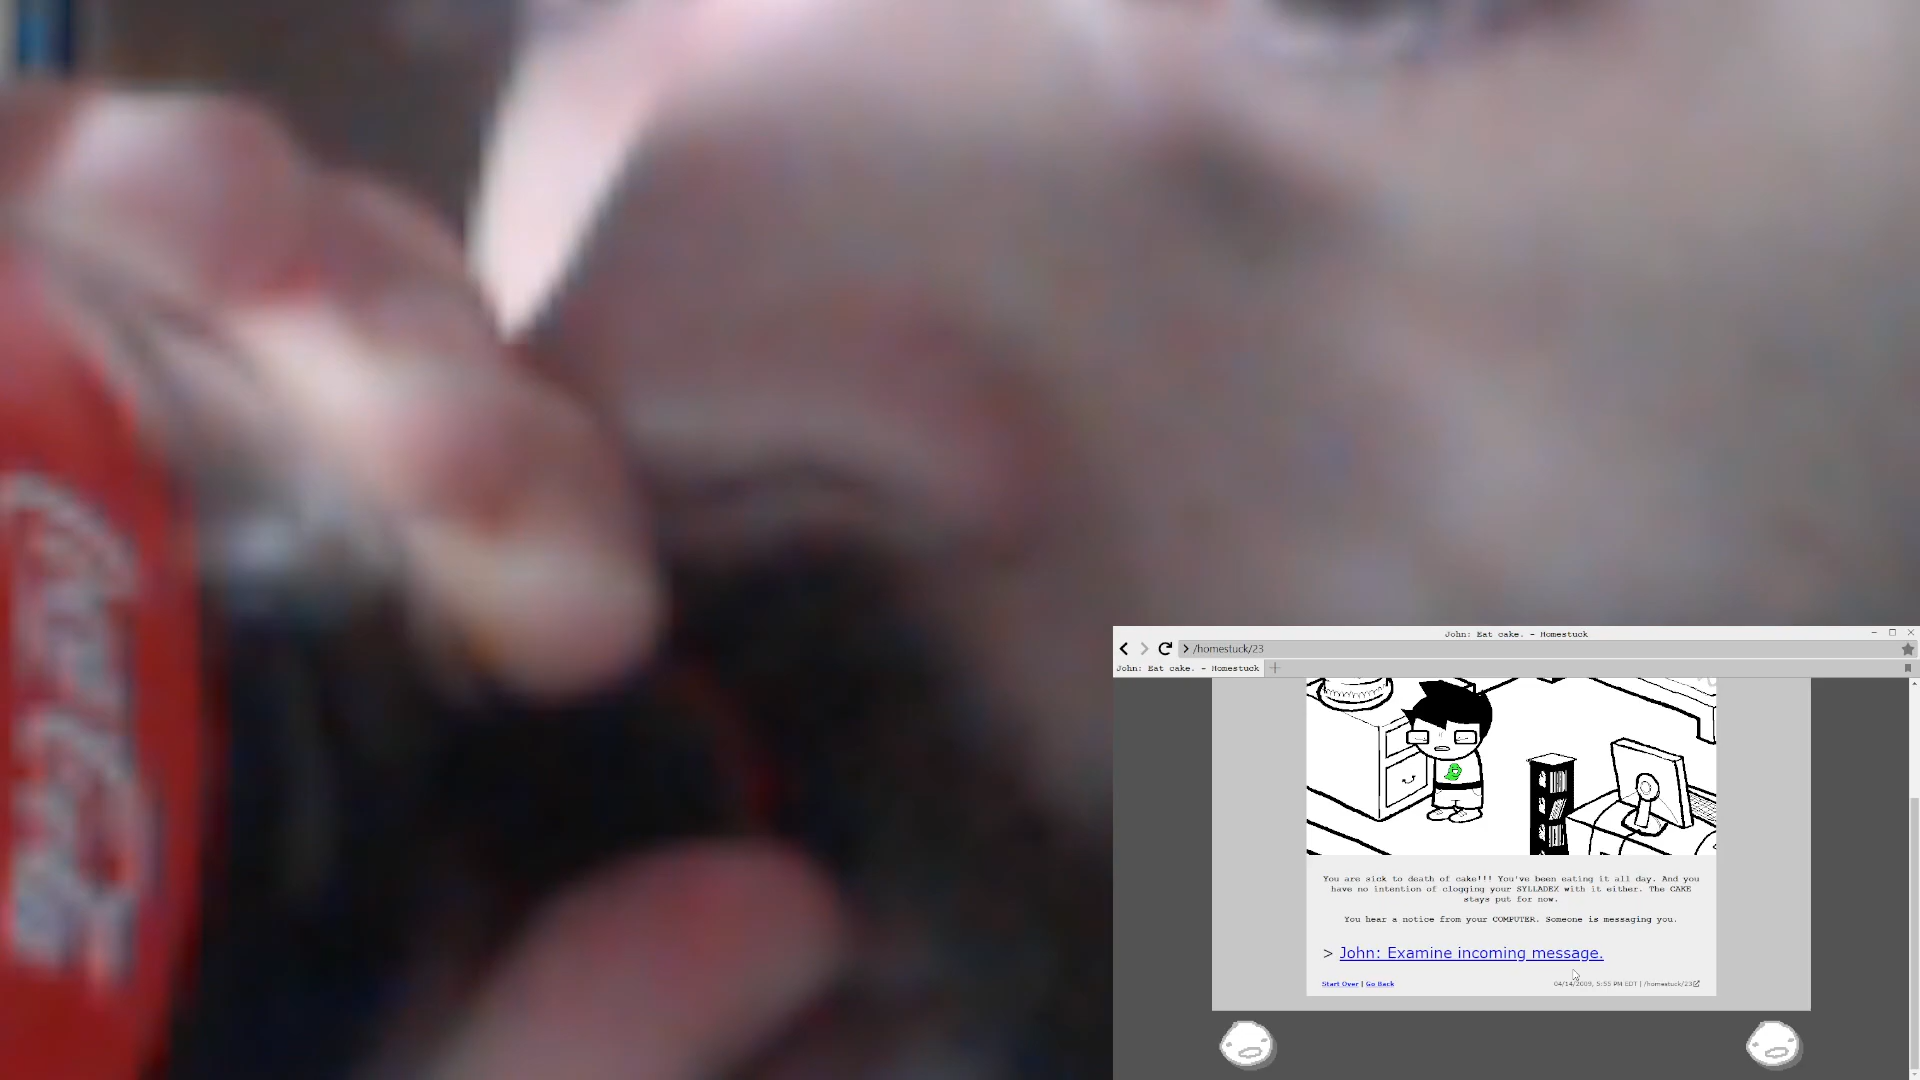 John: Eat cake. - Homestuck
/homestuck/23
John: Eat cake. - Homestuck
You are sick to death of cake!!! You've been eating it all day. And you
have no intention of clogging your SYLLADEX with it either. The CAKE
stays put for now.
You hear a notice from your COMPUTER. Someone is messaging you.
> John: Examine incoming message.
Start Over | Go Back
04/14/2009, 5:56 PM EDT | /homestuck/23